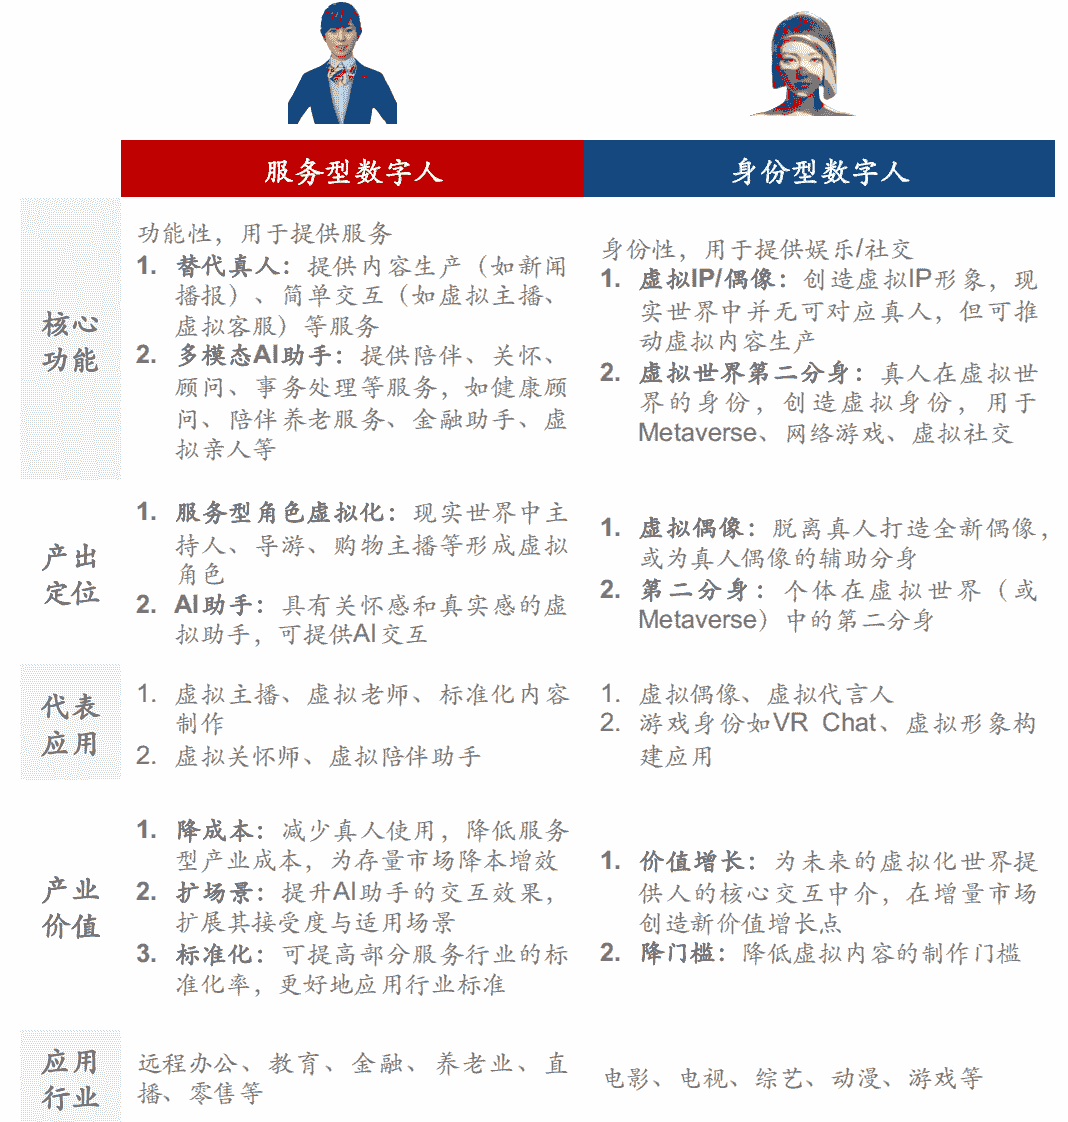 服务型数字人
身份型数字人
核心
功能
功能性，用于提供服务
1. 替代真人：提供内容生产（如新闻
播报）、简单交互（如虚拟主播、
虚拟客服）等服务
2. 多模态AI助手：提供陪伴、关怀、
顾问、事务处理等服务，如健康顾
问、陪伴养老服务、金融助手、虚
拟亲人等
身份性，用于提供娱乐/社交
1. 虚拟IP/偶像：创造虚拟IP形象，现
实世界中并无可对应真人，但可推
动虚拟内容生产
2. 虚拟世界第二分身：真人在虚拟世
界的身份，创造虚拟身份，用于
Metaverse、网络游戏、虚拟社交
产出
定位
1. 服务型角色虚拟化：现实世界中主
持人、导游、购物主播等形成虚拟
角色
2. AI助手：具有关怀感和真实感的虚
拟助手，可提供AI交互
1. 虚拟偶像：脱离真人打造全新偶像，
或为真人偶像的辅助分身
2. 第二分身：个体在虚拟世界（或
Metaverse）中的第二分身
代表
应用
1. 虚拟主播、虚拟老师、标准化内容
制作
2. 虚拟关怀师、虚拟陪伴助手
1. 虚拟偶像、虚拟代言人
2. 游戏身份如VR Chat、虚拟形象构
建应用
产业
价值
1. 降成本：减少真人使用，降低服务
型产业成本，为存量市场降本增效
2. 扩场景：提升AI助手的交互效果，
扩展其接受度与适用场景
3. 标准化：可提高部分服务行业的标
准化率，更好地应用行业标准
1. 价值增长：为未来的虚拟化世界提
供人的核心交互中介，在增量市场
创造新价值增长点
2. 降门槛：降低虚拟内容的制作门槛
应用
行业
远程办公、教育、金融、养老业、直
播、零售等
电影、电视、综艺、动漫、游戏等